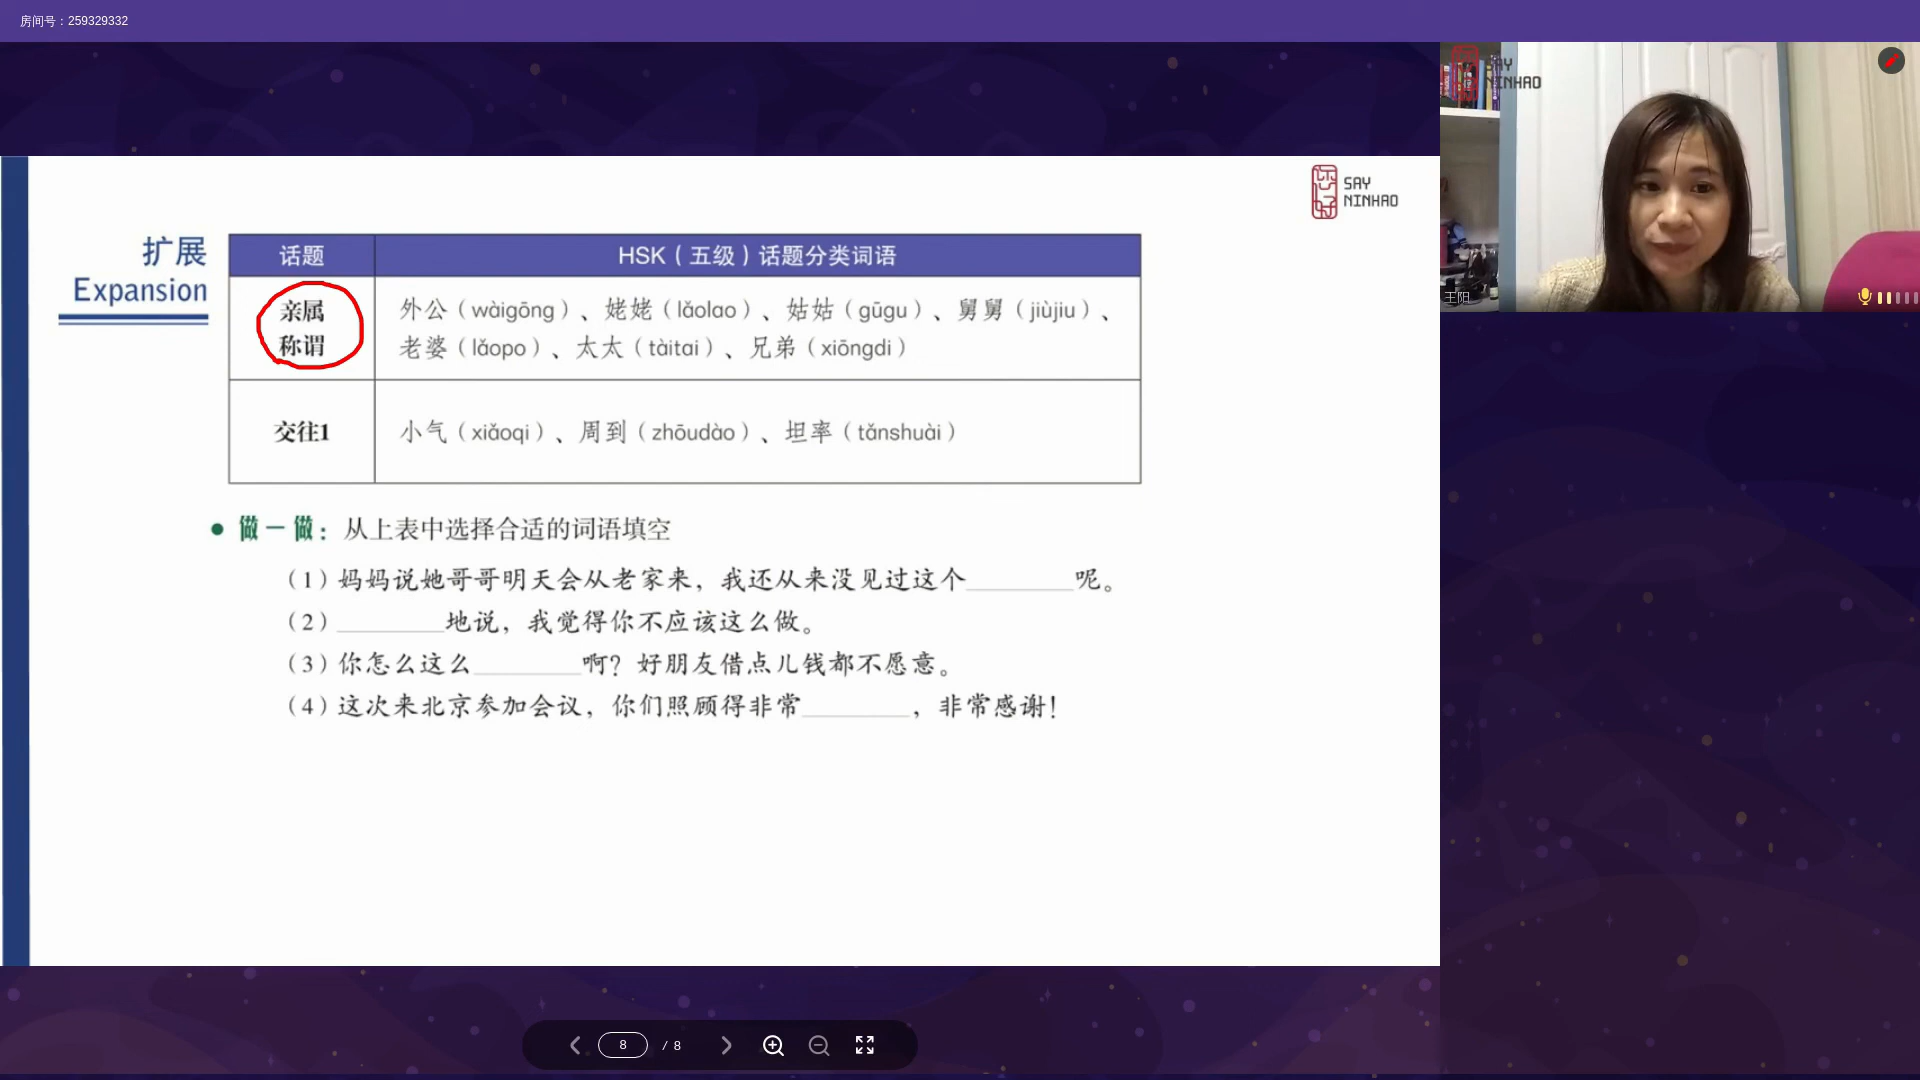 房间号：259329332
SAY
NINHAO
王阳
SAY
NINHAO
扩展
Expansion
话题
HSK（五级）话题分类词语
亲属
称谓
外公（wàigōng）、姥姥（lǎolao）、姑姑（gūgu）、舅舅（jiùjiu）、
老婆（lǎopo）、太太（tàitai）、兄弟（xiōngdi）
交往1
小气（xiǎoqi）、周到（zhōudào）、坦率（tǎnshuài）
● 做一做：从上表中选择合适的词语填空
（1）妈妈说她哥哥明天会从老家来，我还从来没见过这个________呢。
（2）________地说，我觉得你不应该这么做。
（3）你怎么这么________啊？好朋友借点儿钱都不愿意。
（4）这次来北京参加会议，你们照顾得非常________，非常感谢！
8 / 8